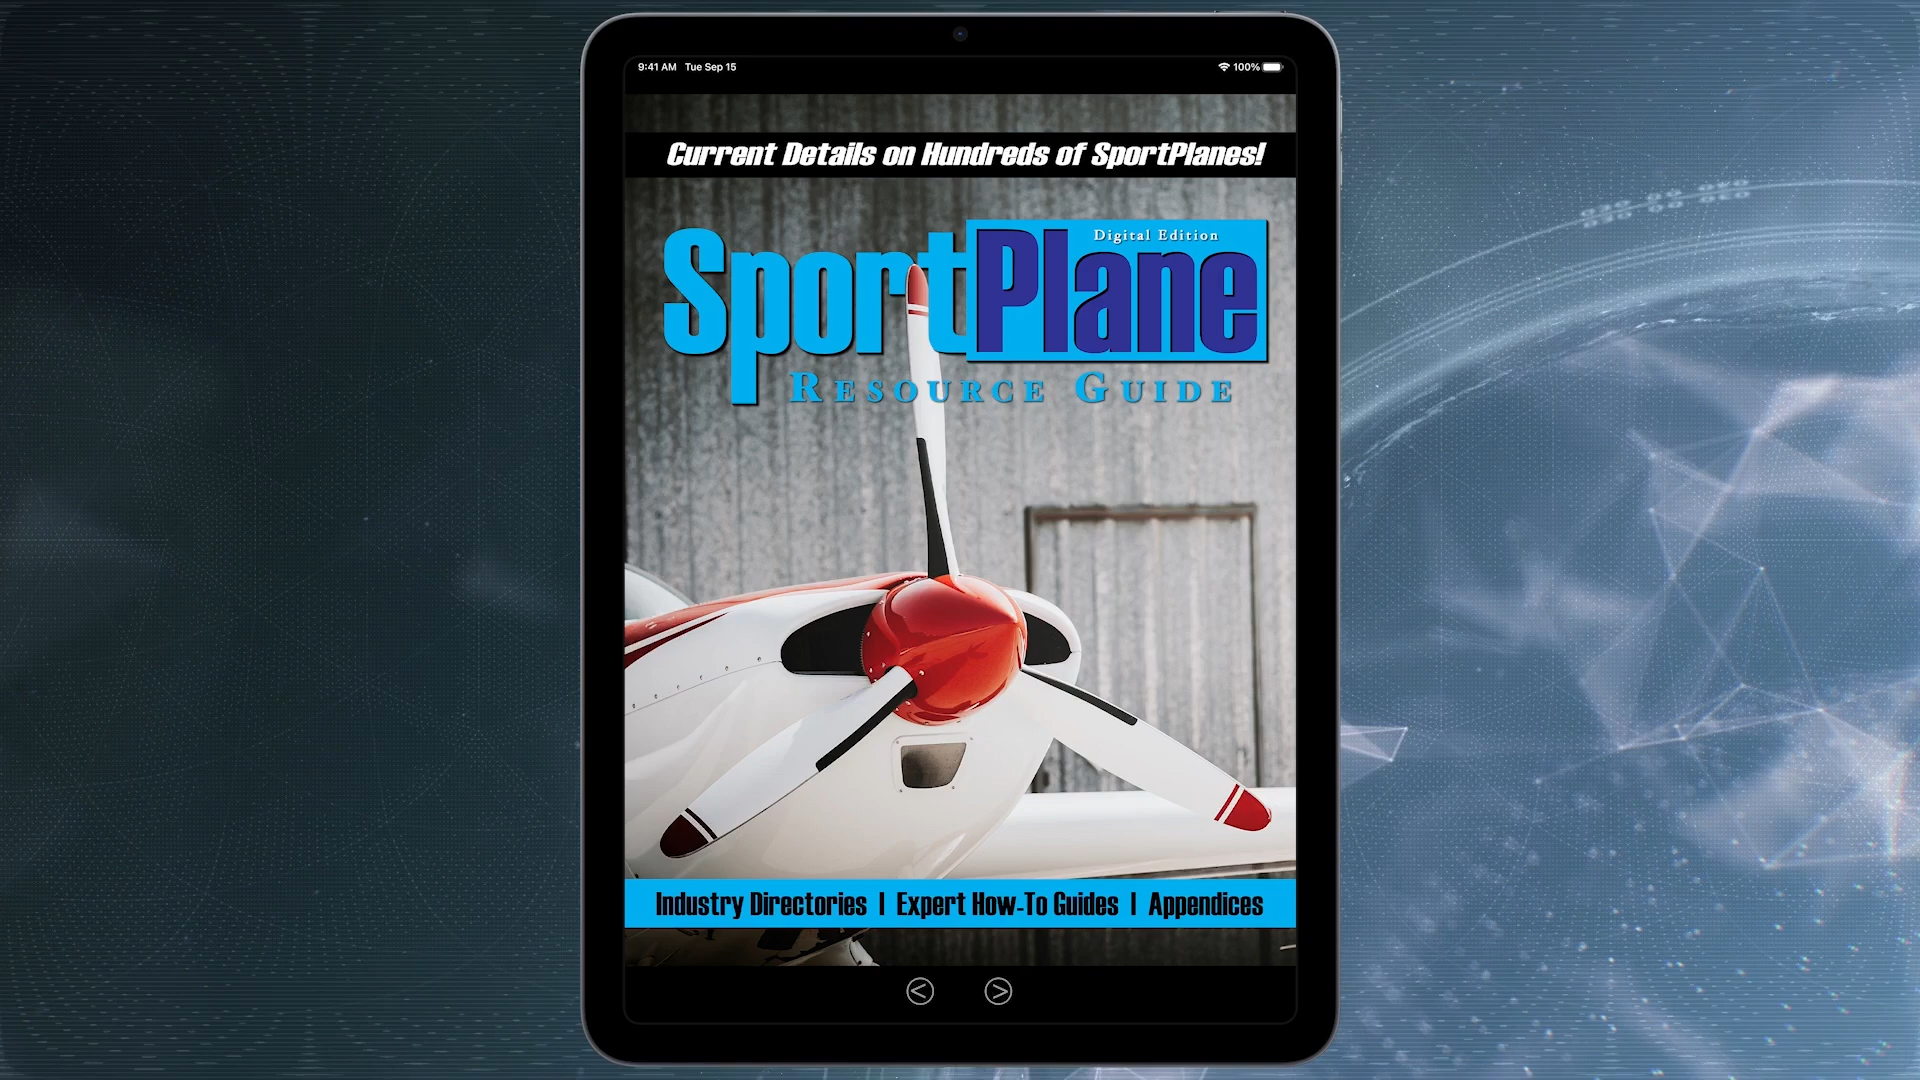 9:41 AM Tue Sep 15
100%
Current Details on Hundreds of SportPlanes!
Digital Edition
SportPlane
Resource Guide
Industry Directories | Expert How-To Guides | Appendices